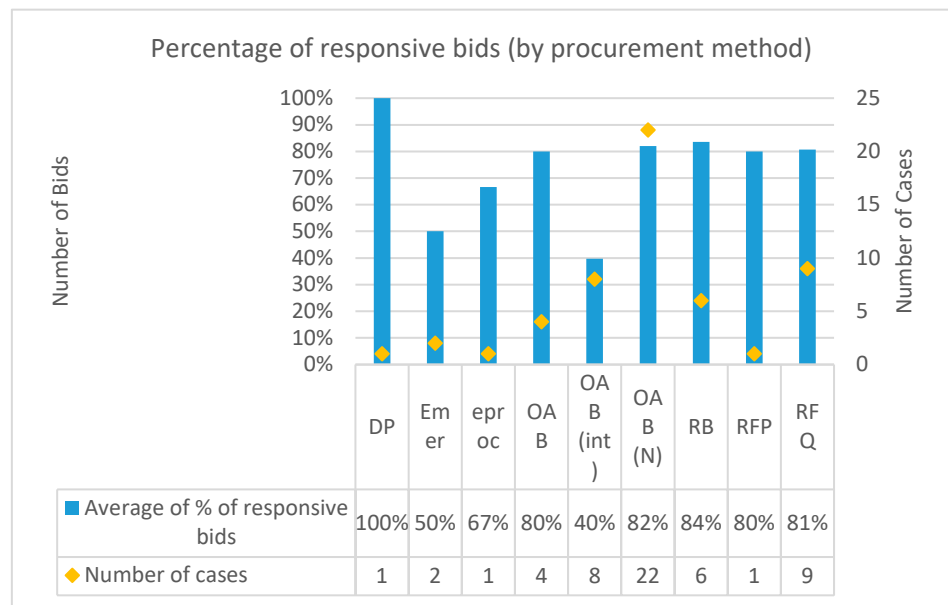 Percentage of responsive bids (by procurement method)
100%
90%
80%
70%
60%
50%
40%
30%
20%
10%
0%
Number of Bids
25
20
15
10
5
0
Number of Cases
DP
Em
er
epr
oc
OA
B
OA
B
(int
)
OA
B
(N)
RB
RFP
RF
Q
Average of % of responsive
bids
100% 50% 67% 80% 40% 82% 84% 80% 81%
Number of cases
1 2 1 4 8 22 6 1 9